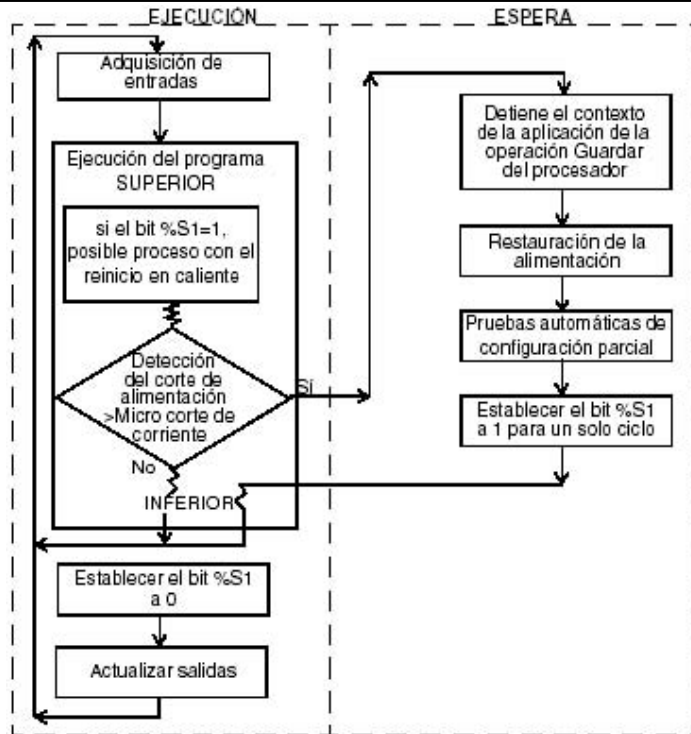 EJECUCIÓN
ESPERA
Adquisición de
entradas
Ejecución del programa
SUPERIOR
si el bit %S1=1,
posible proceso con el
reinicio en caliente
Detección
del corte de
alimentación
>Micro corte de
corriente
Sí
No
INFERIOR
Establecer el bit %S1
a 0
Actualizar salidas
Detiene el contexto
de la aplicación de la
operación Guardar
del procesador
Restauración de la
alimentación
Pruebas automáticas de
configuración parcial
Establecer el bit %S1
a 1 para un solo ciclo